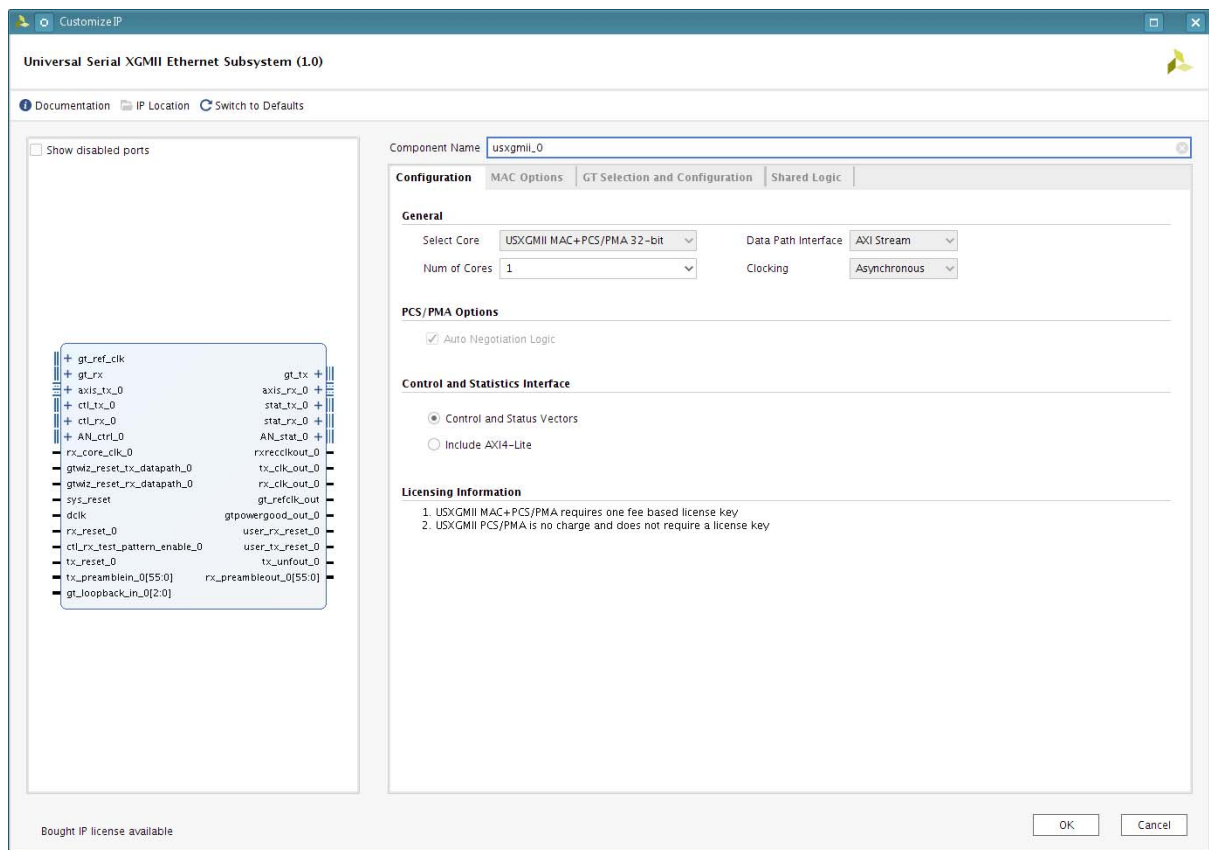 Customize IP
Universal Serial XGMII Ethernet Subsystem (1.0)
Documentation IP Location Switch to Defaults
Show disabled ports
gt_ref_clk
gt_rx gt_tx
axis_tx_0 axis_rx_0
ctl_tx_0 stat_tx_0
ctl_rx_0 stat_rx_0
AN_ctrl_0 AN_stat_0
rx_core_clk_0 rxrecclkout_0
gtwiz_reset_tx_datapath_0 tx_clk_out_0
gtwiz_reset_rx_datapath_0 rx_clk_out_0
sys_reset gt_refclk_out
dclk gtpowergood_out_0
rx_reset_0 user_rx_reset_0
ctl_rx_test_pattern_enable_0 user_tx_reset_0
tx_reset_0 tx_unfout_0
tx_preamblein_0[55:0] rx_preambleout_0[55:0]
gt_loopback_in_0[2:0]
Component Name usxgmii_0
Configuration MAC Options GT Selection and Configuration Shared Logic
General
Select Core USXGMII MAC+PCS/PMA 32-bit Data Path Interface AXI Stream
Num of Cores 1 Clocking Asynchronous
PCS/PMA Options
Auto Negotiation Logic
Control and Statistics Interface
Control and Status Vectors
Include AXI4-Lite
Licensing Information
1. USXGMII MAC+PCS/PMA requires one fee based license key
2. USXGMII PCS/PMA is no charge and does not require a license key
Bought IP license available
OK Cancel